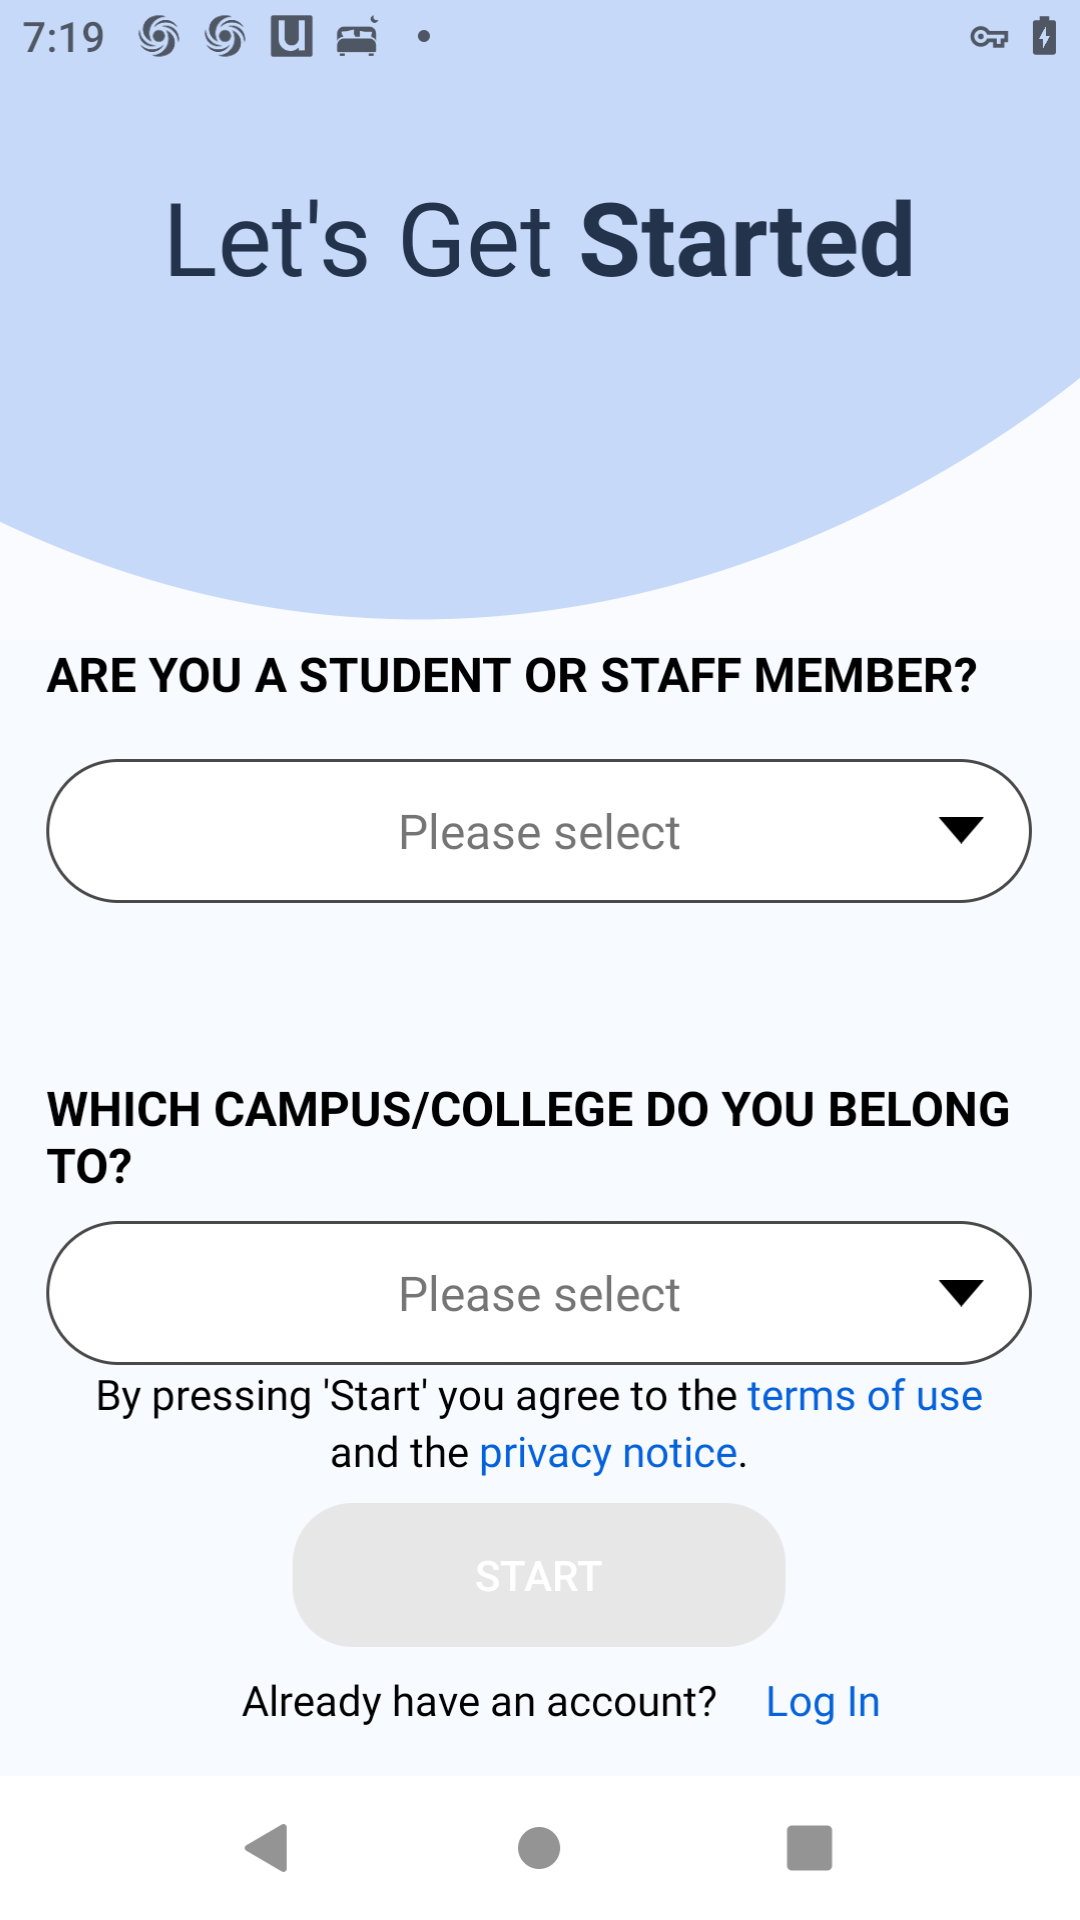 7:19
Let's Get Started
ARE YOU A STUDENT OR STAFF MEMBER?
Please select
WHICH CAMPUS/COLLEGE DO YOU BELONG
TO?
Please select
By pressing 'Start' you agree to the terms of use
and the privacy notice.
START
Already have an account? Log In